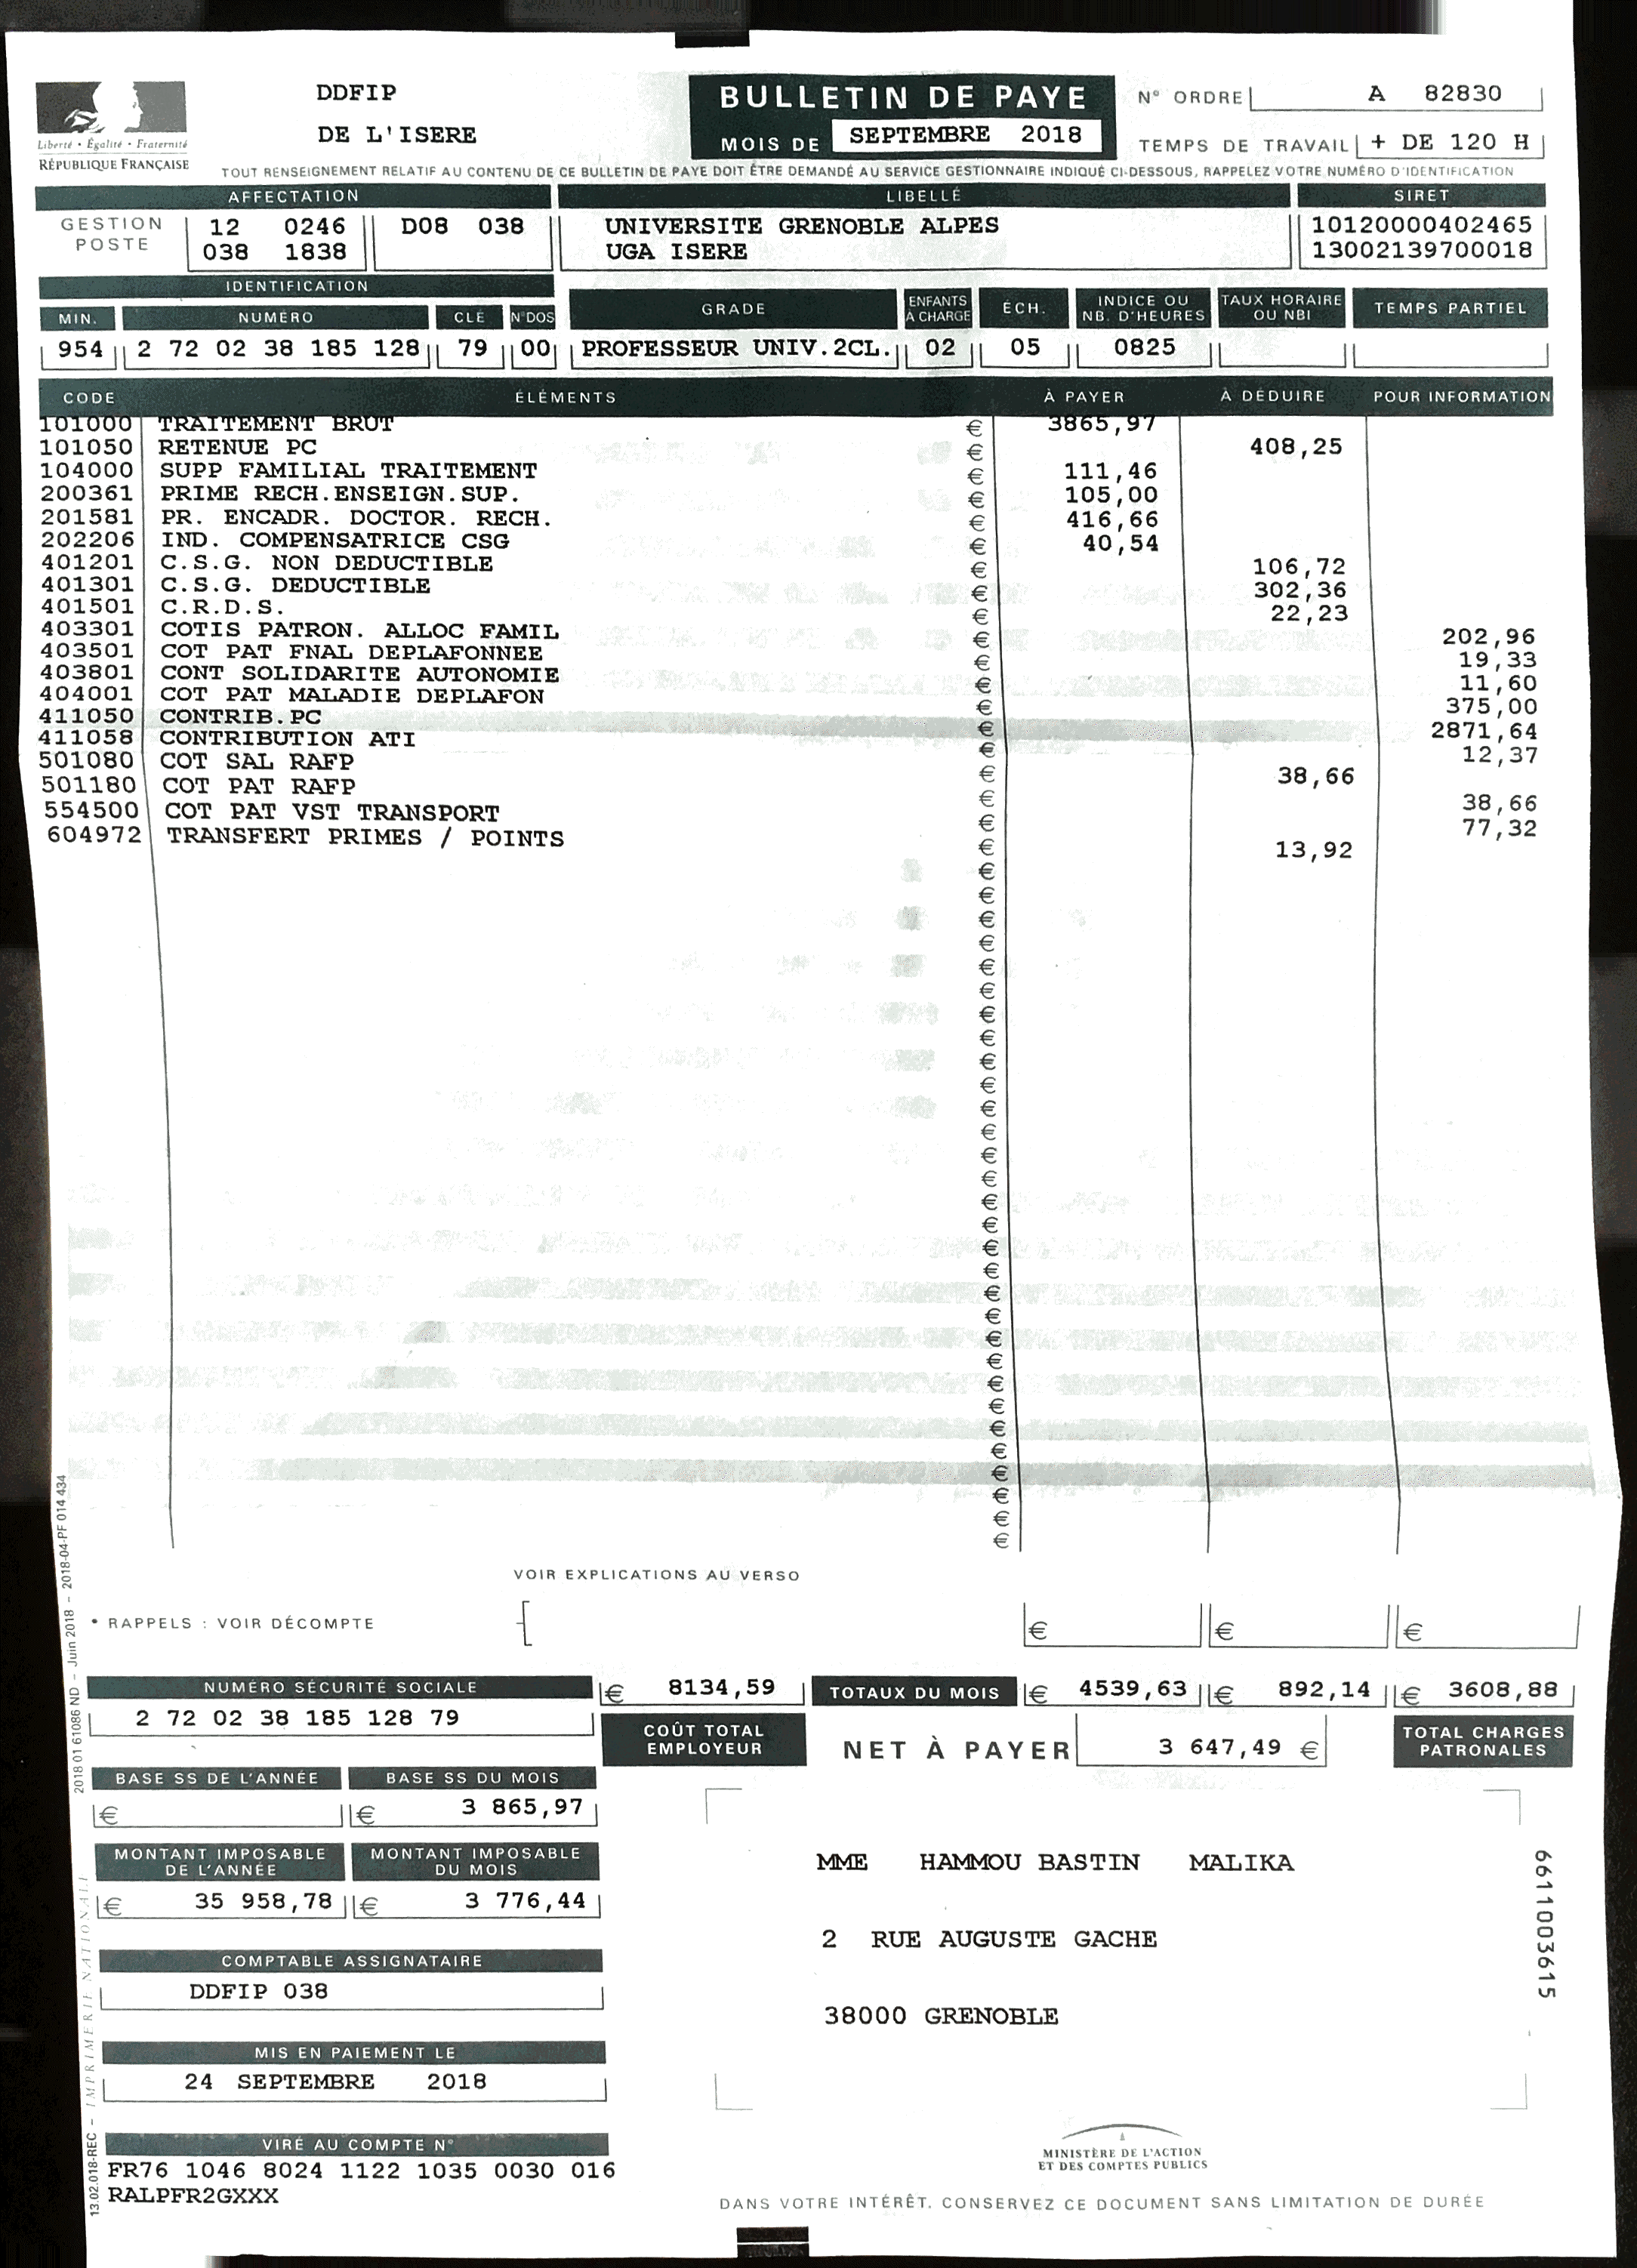 DDFIP
DE L'ISERE
Liberté • Égalité • Fraternité
RÉPUBLIQUE FRANÇAISE
BULLETIN DE PAYE
MOIS DE SEPTEMBRE 2018
N° ORDRE A 82830
TEMPS DE TRAVAIL + DE 120 H
TOUT RENSEIGNEMENT RELATIF AU CONTENU DE CE BULLETIN DE PAYE DOIT ÊTRE DEMANDÉ AU SERVICE GESTIONNAIRE INDIQUÉ CI-DESSOUS, RAPPELEZ VOTRE NUMÉRO D'IDENTIFICATION
AFFECTATION LIBELLÉ SIRET
GESTION 12 0246 D08 038 UNIVERSITE GRENOBLE ALPES 10120000402465
POSTE 038 1838 UGA ISERE 13002139700018
IDENTIFICATION
MIN. NUMÉRO CLÉ N°DOS GRADE ENFANTS À CHARGE ÉCH. INDICE OU NB. D'HEURES TAUX HORAIRE OU NBI TEMPS PARTIEL
954 2 72 02 38 185 128 79 00 PROFESSEUR UNIV.2CL. 02 05 0825
CODE ÉLÉMENTS À PAYER À DÉDUIRE POUR INFORMATION
101000 TRAITEMENT BRUT € 3865,97
101050 RETENUE PC € 408,25
104000 SUPP FAMILIAL TRAITEMENT € 111,46
200361 PRIME RECH.ENSEIGN.SUP. € 105,00
201581 PR. ENCADR. DOCTOR. RECH. € 416,66
202206 IND. COMPENSATRICE CSG € 40,54
401201 C.S.G. NON DEDUCTIBLE € 106,72
401301 C.S.G. DEDUCTIBLE € 302,36
401501 C.R.D.S. € 22,23
403301 COTIS PATRON. ALLOC FAMIL € 202,96
403501 COT PAT FNAL DEPLAFONNEE € 19,33
403801 CONT SOLIDARITE AUTONOMIE € 11,60
404001 COT PAT MALADIE DEPLAFON € 375,00
411050 CONTRIB.PC € 2871,64
411058 CONTRIBUTION ATI € 12,37
501080 COT SAL RAFP € 38,66
501180 COT PAT RAFP € 38,66
554500 COT PAT VST TRANSPORT € 77,32
604972 TRANSFERT PRIMES / POINTS € 13,92
VOIR EXPLICATIONS AU VERSO
• RAPPELS : VOIR DÉCOMPTE € € €
NUMÉRO SÉCURITÉ SOCIALE € 8134,59 TOTAUX DU MOIS € 4539,63 € 892,14 € 3608,88
2 72 02 38 185 128 79 COÛT TOTAL EMPLOYEUR NET À PAYER 3 647,49 € TOTAL CHARGES PATRONALES
BASE SS DE L'ANNÉE BASE SS DU MOIS
€ € 3 865,97
MONTANT IMPOSABLE DE L'ANNÉE MONTANT IMPOSABLE DU MOIS
€ 35 958,78 € 3 776,44
MME HAMMOU BASTIN MALIKA
2 RUE AUGUSTE GACHE
38000 GRENOBLE
6611003615
COMPTABLE ASSIGNATAIRE
DDFIP 038
MIS EN PAIEMENT LE
24 SEPTEMBRE 2018
VIRÉ AU COMPTE N°
FR76 1046 8024 1122 1035 0030 016
RALPFR2GXXX
MINISTÈRE DE L'ACTION
ET DES COMPTES PUBLICS
DANS VOTRE INTÉRÊT, CONSERVEZ CE DOCUMENT SANS LIMITATION DE DURÉE
13.02.018-REC – IMPRIMERIE NATIONALE
2018 01 61086 ND – Juin 2018 – 2018-04-PF 014 434